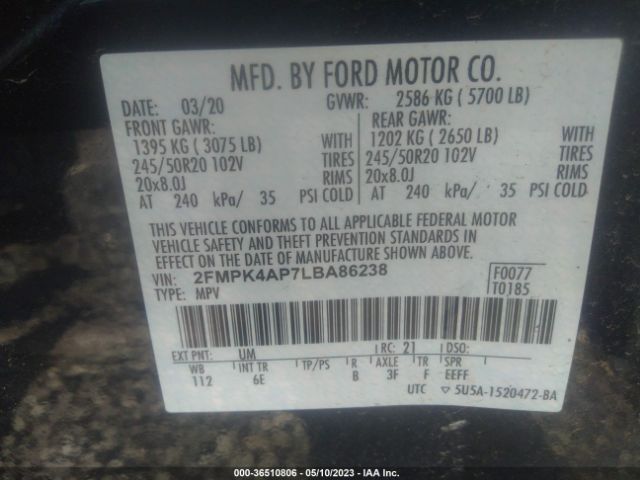 MFD. BY FORD MOTOR CO.
DATE: 03/20 GVWR: 2586 KG ( 5700 LB)
FRONT GAWR: REAR GAWR:
1395 KG ( 3075 LB) WITH 1202 KG ( 2650 LB) WITH
245/50R20 102V TIRES 245/50R20 102V TIRES
20x8.0J RIMS 20x8.0J RIMS
AT 240 kPa/ 35 PSI COLD AT 240 kPa/ 35 PSI COLD
THIS VEHICLE CONFORMS TO ALL APPLICABLE FEDERAL MOTOR
VEHICLE SAFETY AND THEFT PREVENTION STANDARDS IN
EFFECT ON THE DATE OF MANUFACTURE SHOWN ABOVE.
VIN: 2FMPK4AP7LBA86238 F0077
TYPE: MPV T0185
EXT PNT: UM RC: 21 DSO:
WB INT TR TP/PS R AXLE TR SPR
112 6E B 3F F EEFF
UTC ▽ 5U5A-1520472-BA
000-36510806 - 05/10/2023 - IAA Inc.